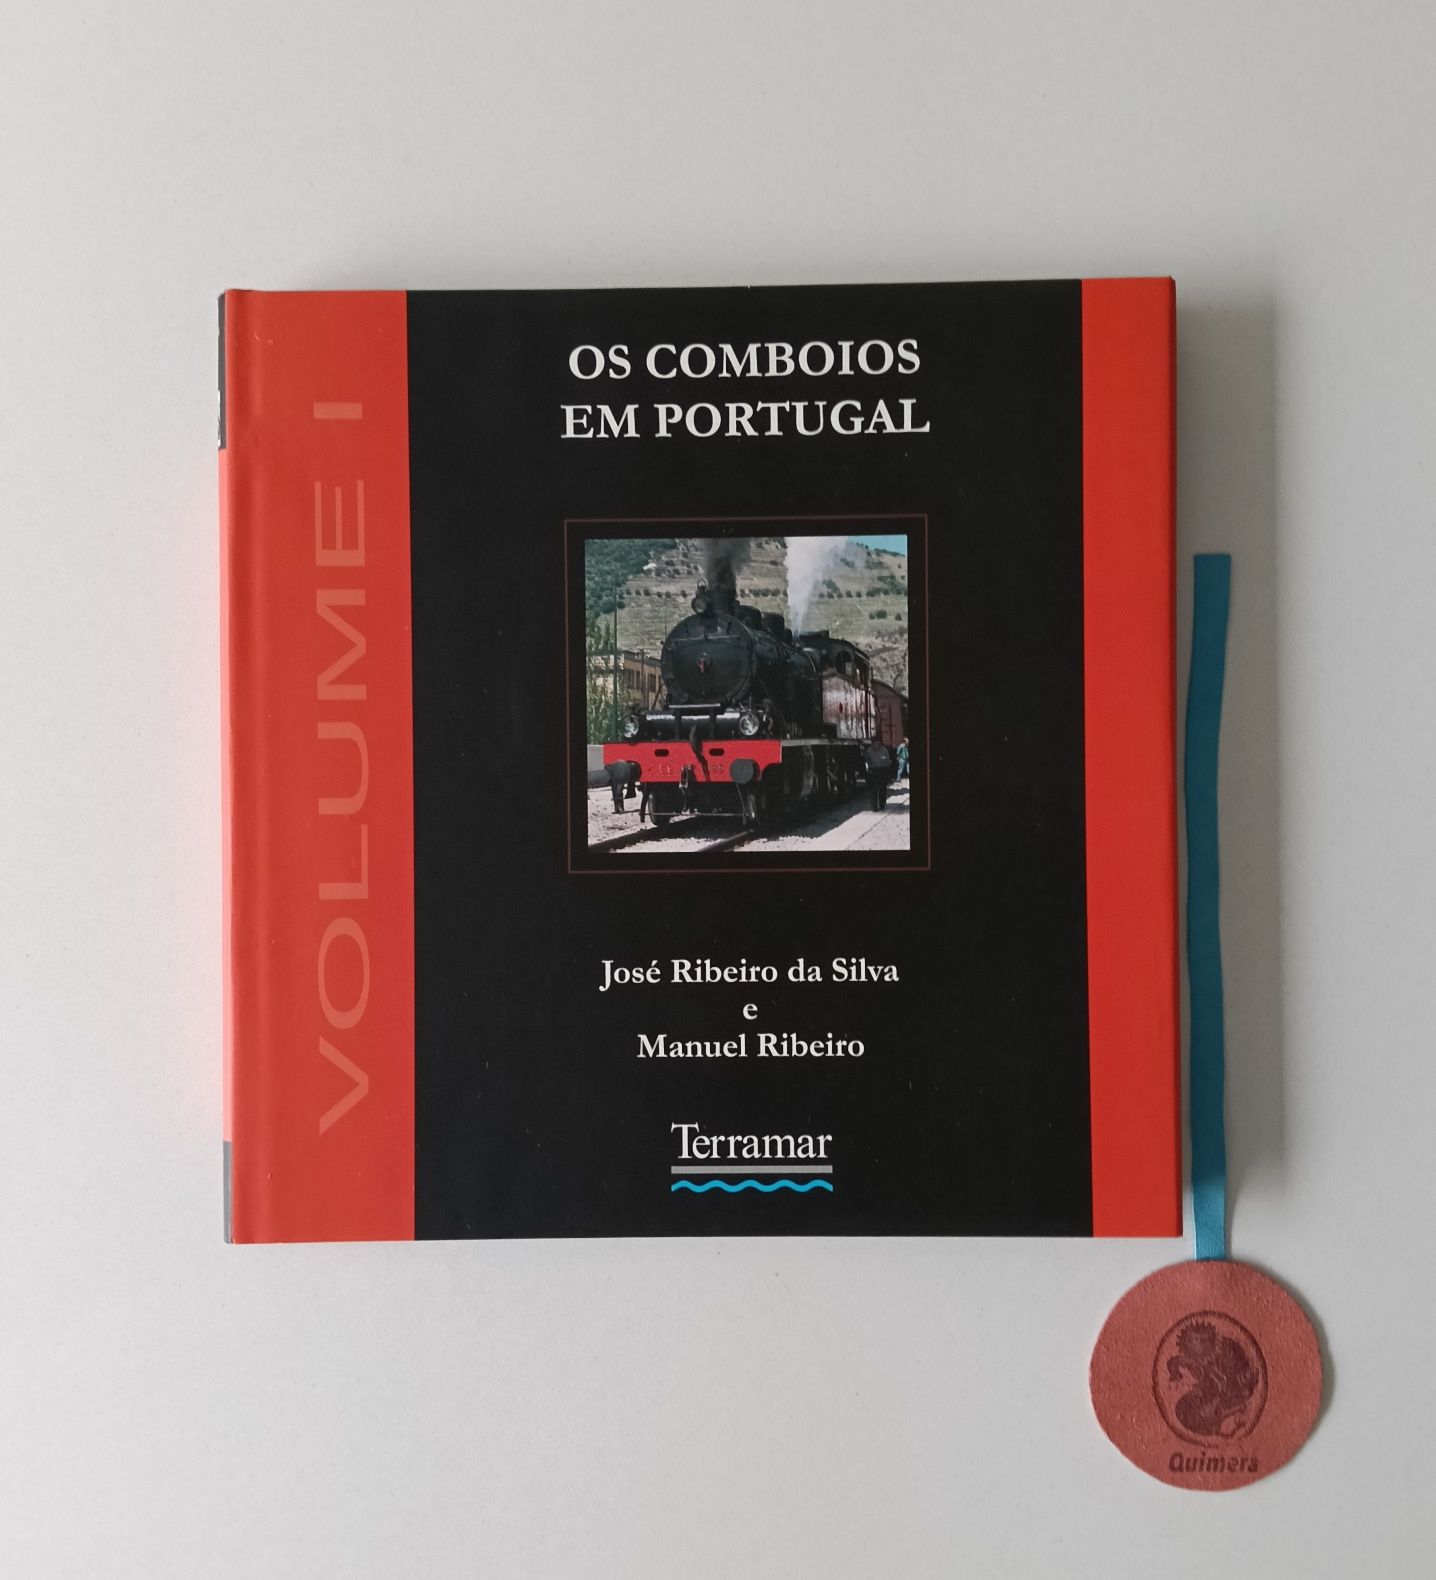 OS COMBOIOS
EM PORTUGAL
VOLUME I
José Ribeiro da Silva
e
Manuel Ribeiro
Terramar
Quimera